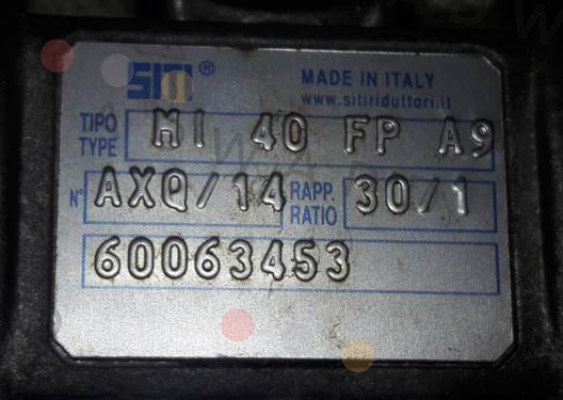 SITI® MADE IN ITALY
www.sitiriduttori.it
TIPO
TYPE MI 40 FP A9
N° AXQ/14 RAPP. RATIO 30/1
60063453